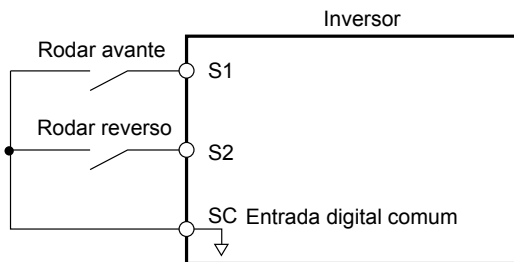 Inversor
Rodar avante
S1
Rodar reverso
S2
SC Entrada digital comum